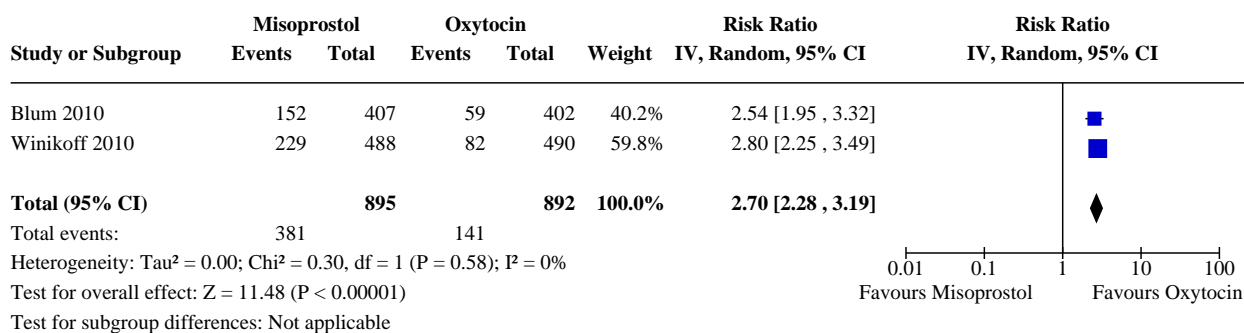 Misoprostol Oxytocin Risk Ratio Risk Ratio
Study or Subgroup Events Total Events Total Weight IV, Random, 95% CI IV, Random, 95% CI
Blum 2010 152 407 59 402 40.2% 2.54 [1.95 , 3.32]
Winikoff 2010 229 488 82 490 59.8% 2.80 [2.25 , 3.49]
Total (95% CI) 895 892 100.0% 2.70 [2.28 , 3.19]
Total events: 381 141
Heterogeneity: Tau² = 0.00; Chi² = 0.30, df = 1 (P = 0.58); I² = 0%
0.01 0.1 1 10 100
Test for overall effect: Z = 11.48 (P < 0.00001)
Favours Misoprostol Favours Oxytocin
Test for subgroup differences: Not applicable